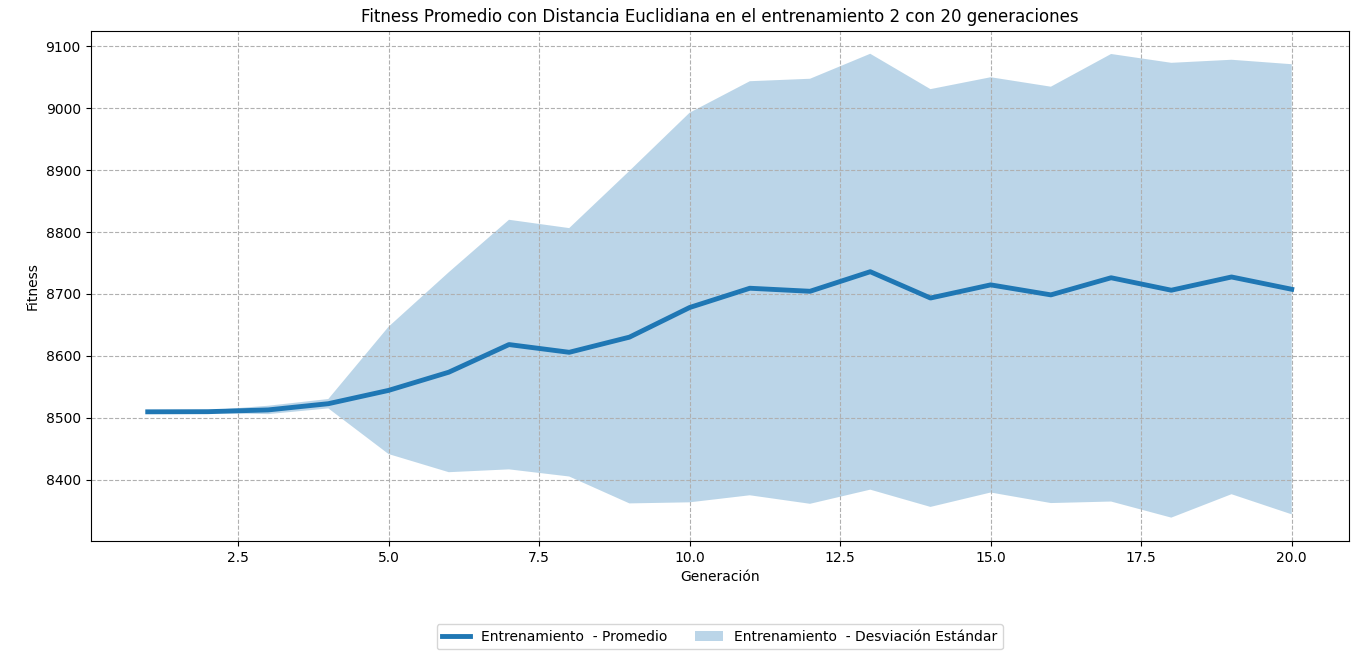 Fitness Promedio con Distancia Euclidiana en el entrenamiento 2 con 20 generaciones
9100
9000
8900
8800
8700
8600
8500
8400
Fitness
2.5 5.0 7.5 10.0 12.5 15.0 17.5 20.0
Generación
Entrenamiento - Promedio Entrenamiento - Desviación Estándar